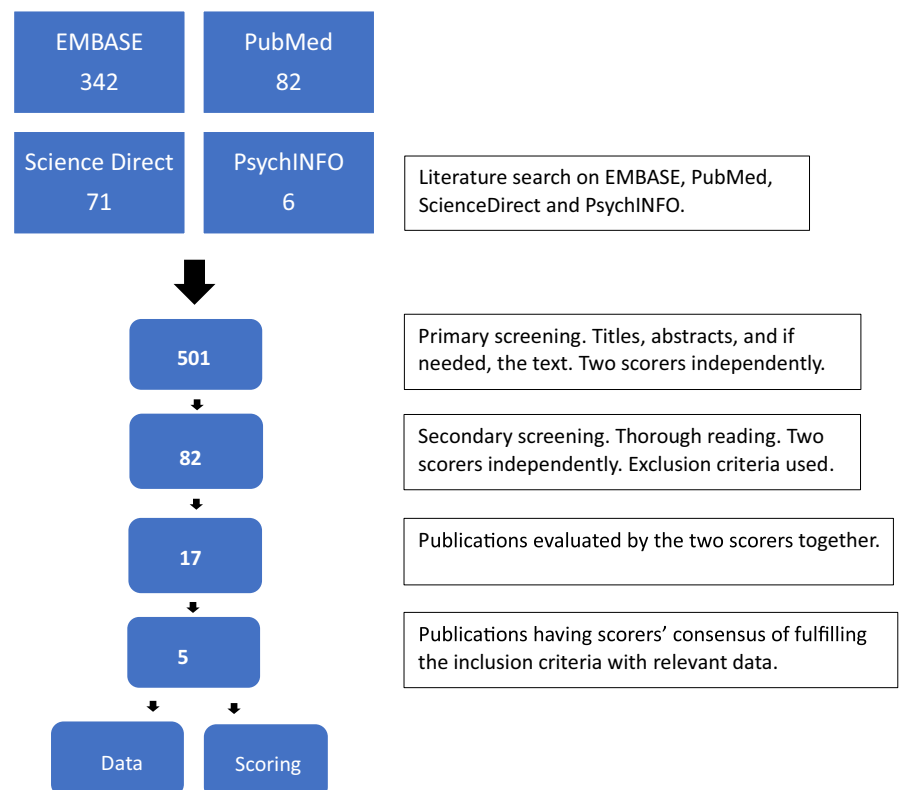 EMBASE
342
PubMed
82
Science Direct
71
PsychINFO
6
Literature search on EMBASE, PubMed,
ScienceDirect and PsychINFO.
501
Primary screening. Titles, abstracts, and if
needed, the text. Two scorers independently.
82
Secondary screening. Thorough reading. Two
scorers independently. Exclusion criteria used.
17
Publications evaluated by the two scorers together.
5
Publications having scorers’ consensus of fulfilling
the inclusion criteria with relevant data.
Data
Scoring